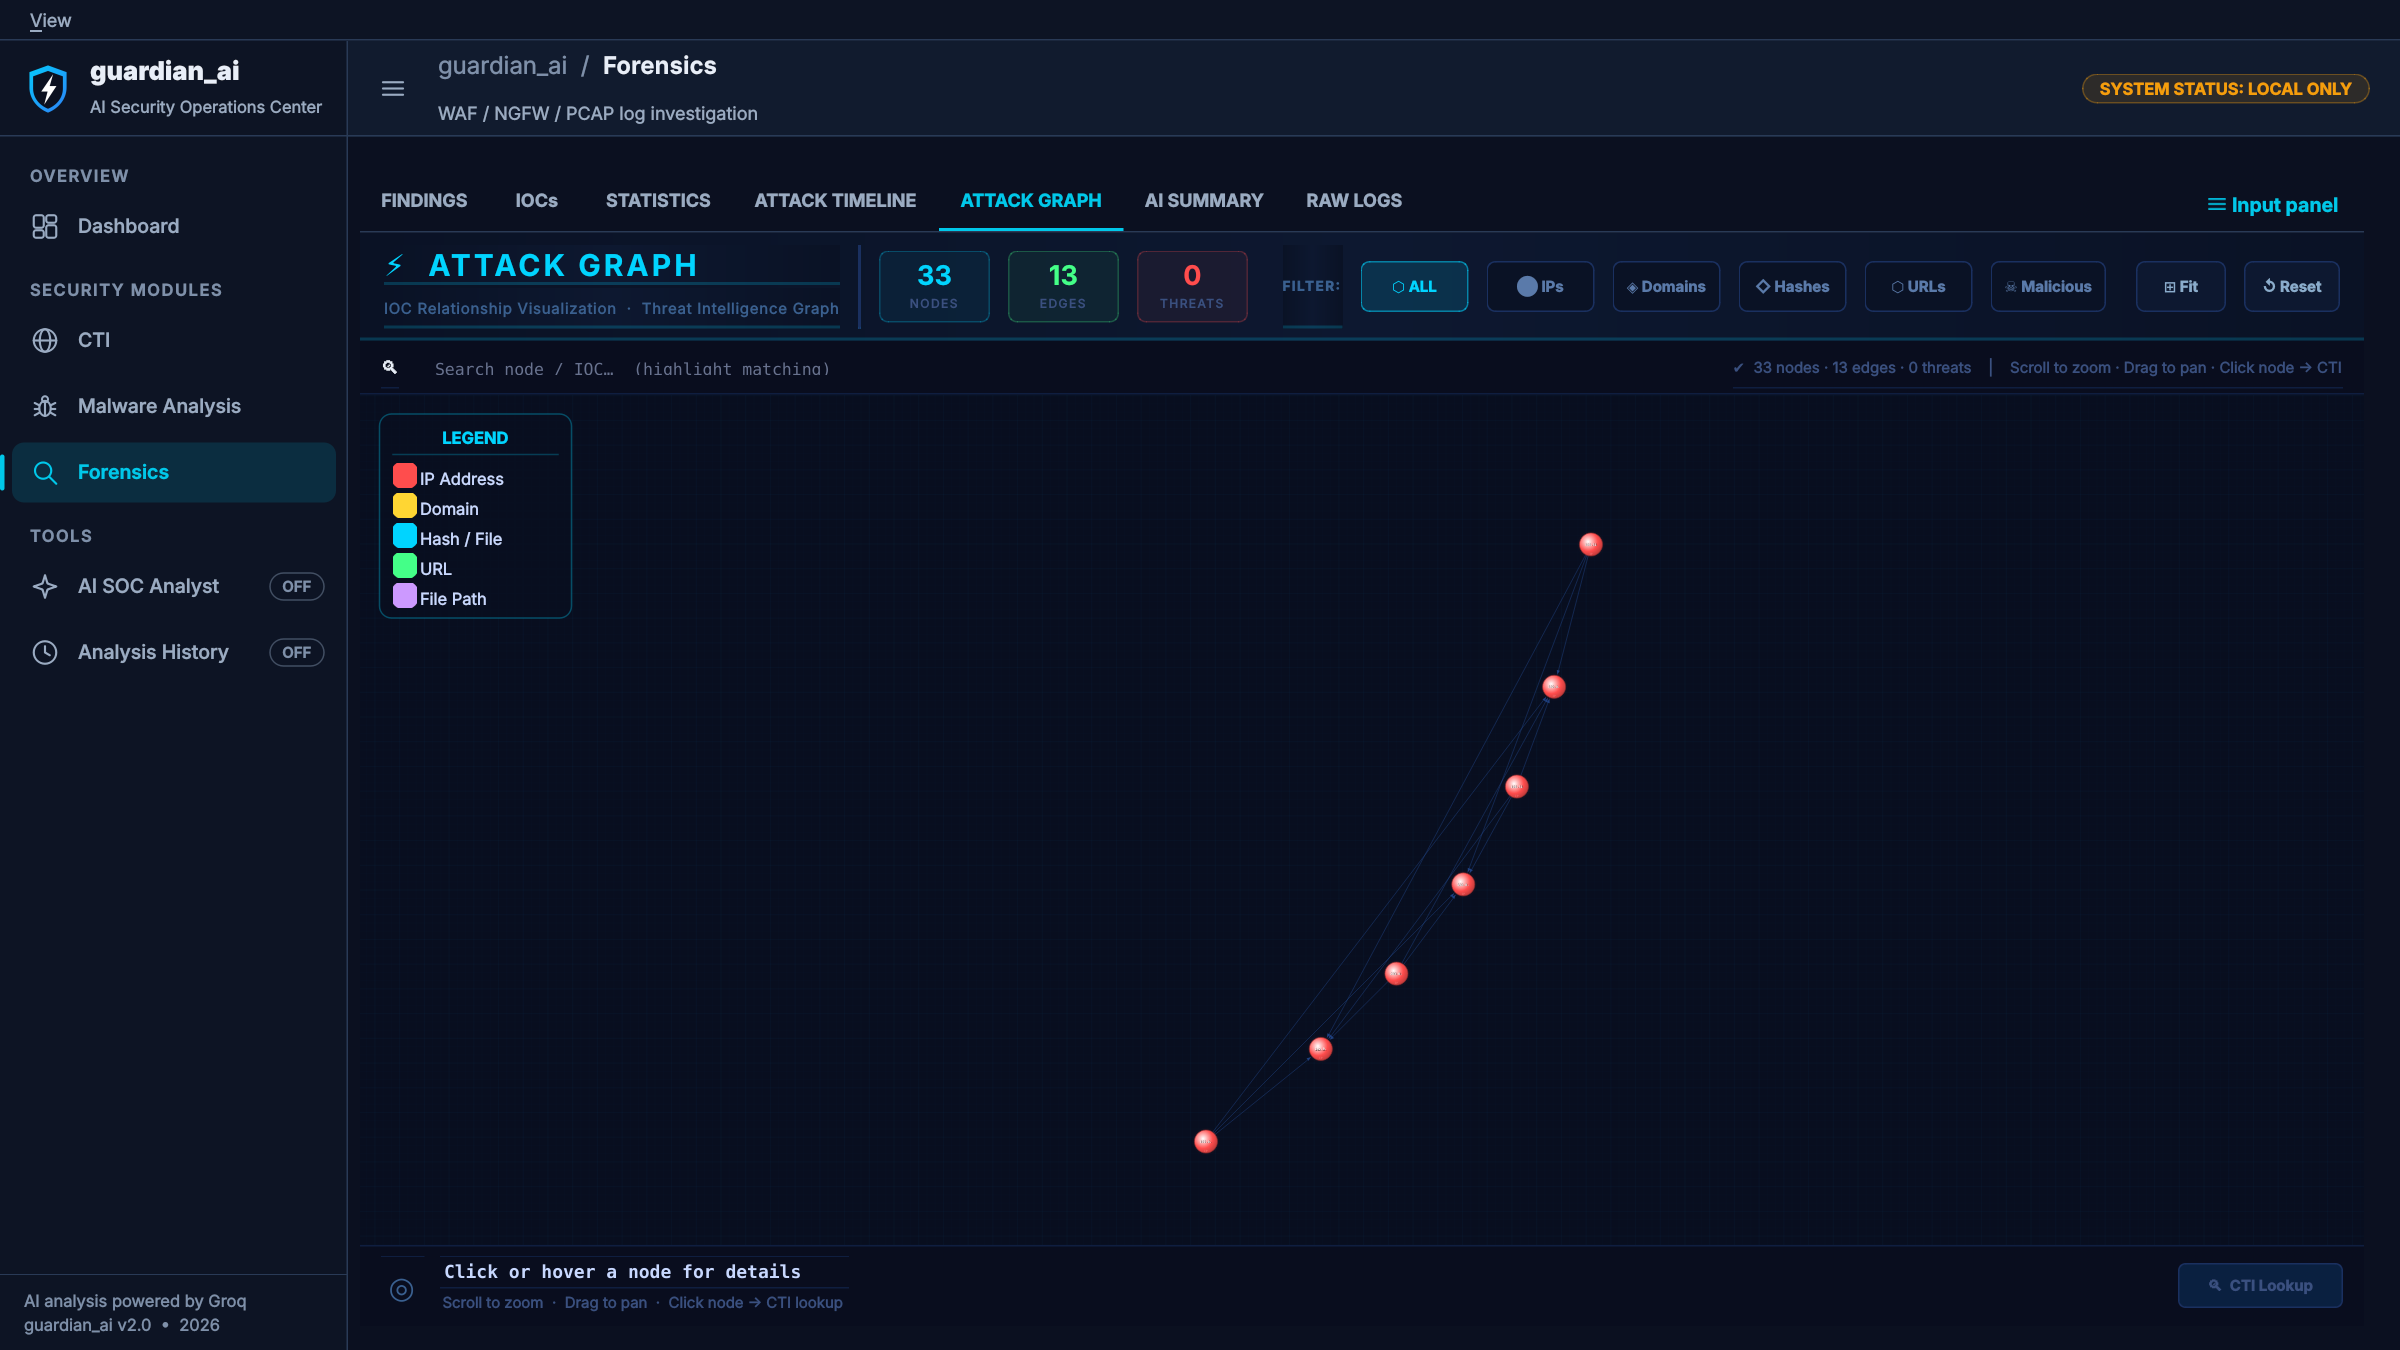 View
guardian_ai
AI Security Operations Center
guardian_ai / Forensics
WAF / NGFW / PCAP log investigation
SYSTEM STATUS: LOCAL ONLY
OVERVIEW
Dashboard
SECURITY MODULES
CTI
Malware Analysis
Forensics
TOOLS
AI SOC Analyst OFF
Analysis History OFF
AI analysis powered by Groq
guardian_ai v2.0 • 2026
FINDINGS IOCs STATISTICS ATTACK TIMELINE ATTACK GRAPH AI SUMMARY RAW LOGS
Input panel
ATTACK GRAPH
IOC Relationship Visualization · Threat Intelligence Graph
33
NODES
13
EDGES
0
THREATS
FILTER: ALL IPs Domains Hashes URLs Malicious Fit Reset
Search node / IOC… (highlight matching)
✔ 33 nodes · 13 edges · 0 threats | Scroll to zoom · Drag to pan · Click node → CTI
LEGEND
IP Address
Domain
Hash / File
URL
File Path
Click or hover a node for details
Scroll to zoom · Drag to pan · Click node → CTI lookup
CTI Lookup